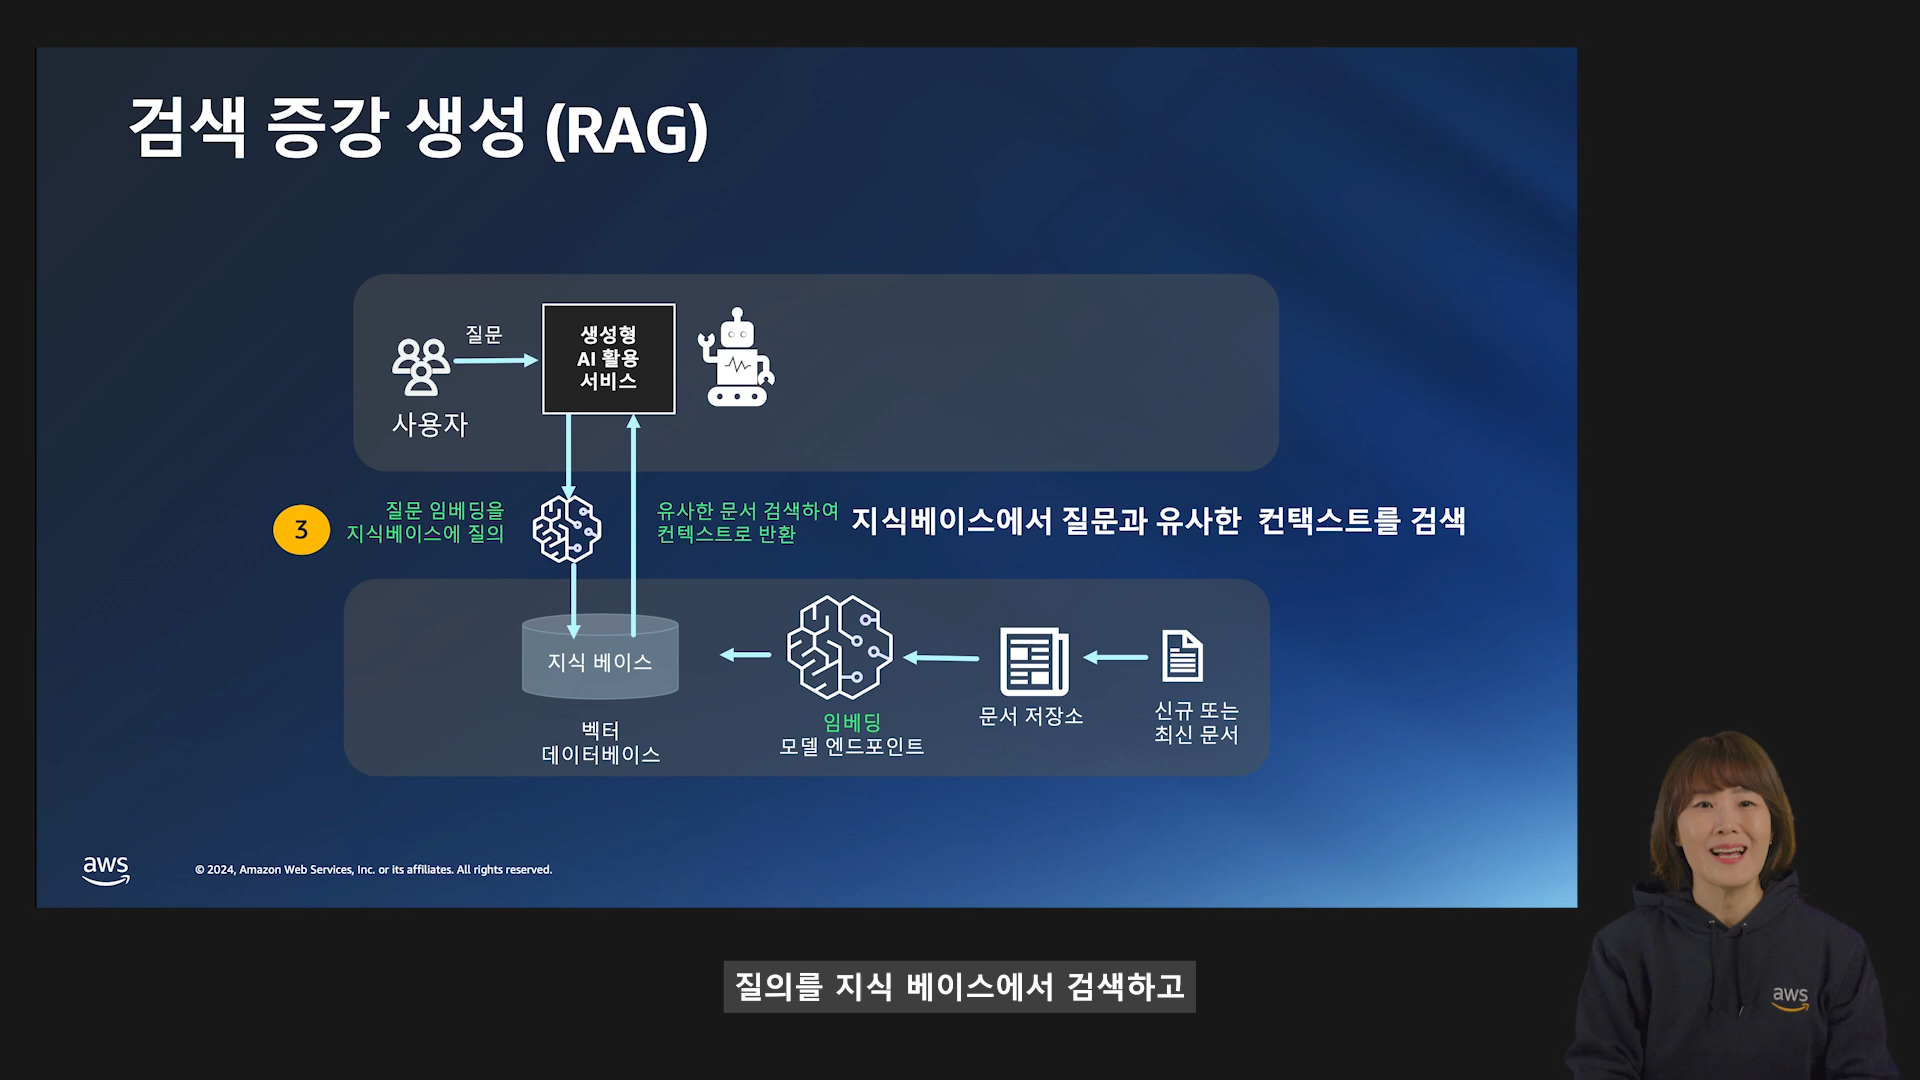 검색 증강 생성 (RAG)
질문
생성형
AI 활용
서비스
사용자
3
질문 임베딩을
지식베이스에 질의
유사한 문서 검색하여
컨텍스트로 반환
지식베이스에서 질문과 유사한 컨택스트를 검색
지식 베이스
벡터
데이터베이스
임베딩
모델 엔드포인트
문서 저장소
신규 또는
최신 문서
aws
© 2024, Amazon Web Services, Inc. or its affiliates. All rights reserved.
aws
질의를 지식 베이스에서 검색하고